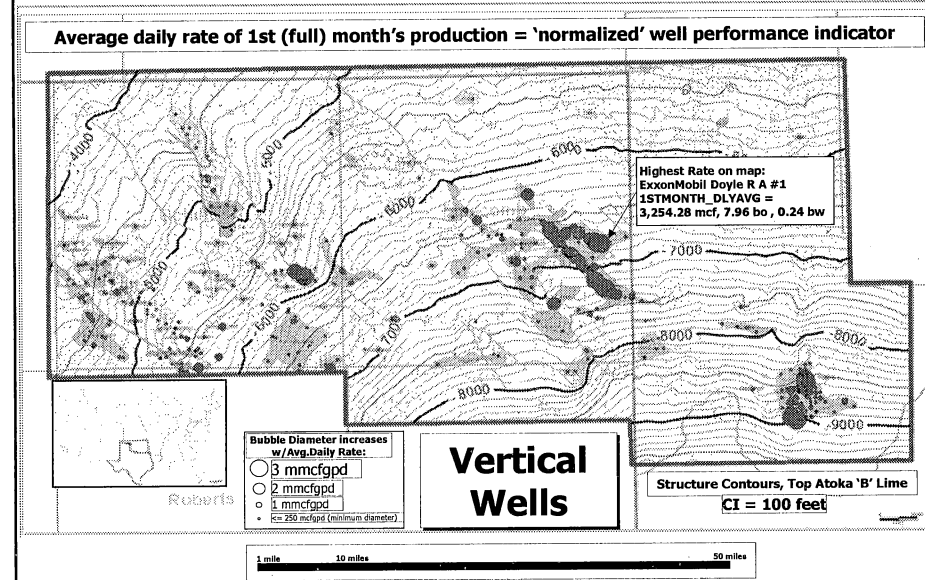 Average daily rate of 1st (full) month's production = 'normalized' well performance indicator
-4000
-5000
-6000
Highest Rate on map:
ExxonMobil Doyle R A #1
1STMONTH_DLYAVG =
3,254.28 mcf, 7.96 bo , 0.24 bw
-6000
-7000
-5000
-6000
-7000
-8000
-8000
-8000
-9000
Bubble Diameter increases
w/Avg.Daily Rate:
3 mmcfgpd
2 mmcfgpd
1 mmcfgpd
<= 250 mcfgpd (minimum diameter)
Roberts
Vertical
Wells
Structure Contours, Top Atoka 'B' Lime
CI = 100 feet
1 mile 10 miles 50 miles